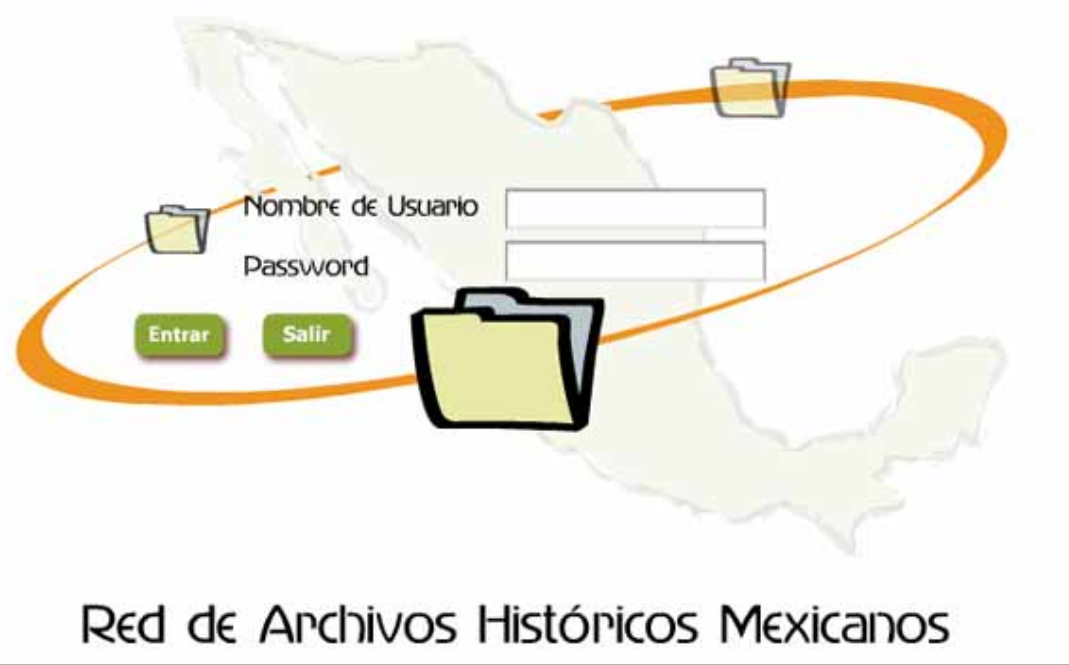 Nombre de Usuario
Password
Entrar Salir
Red de Archivos Históricos Mexicanos